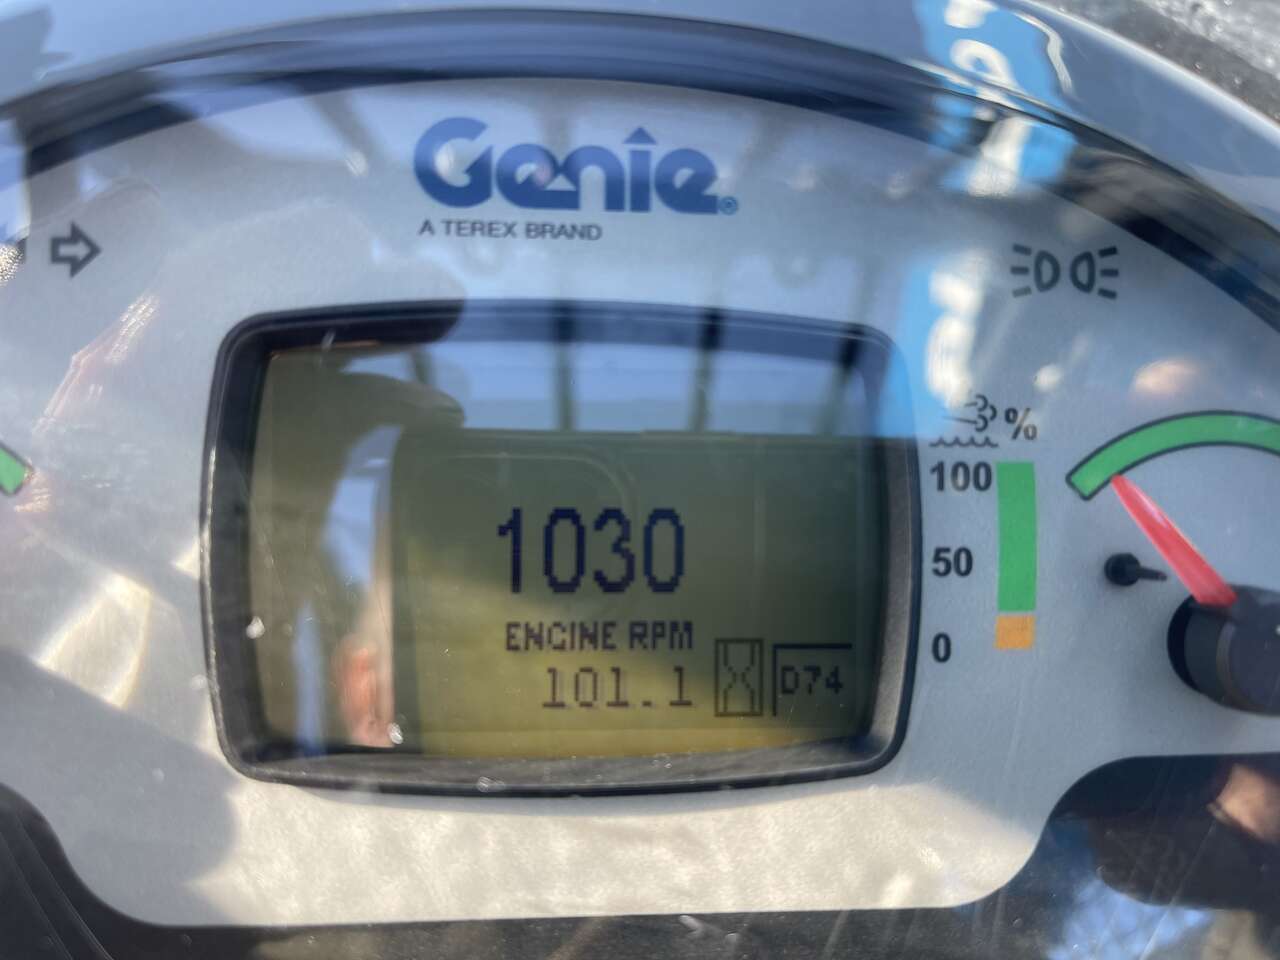 Genie®
A TEREX BRAND
%
100
50
0
1030
ENGINE RPM
101.1
D74